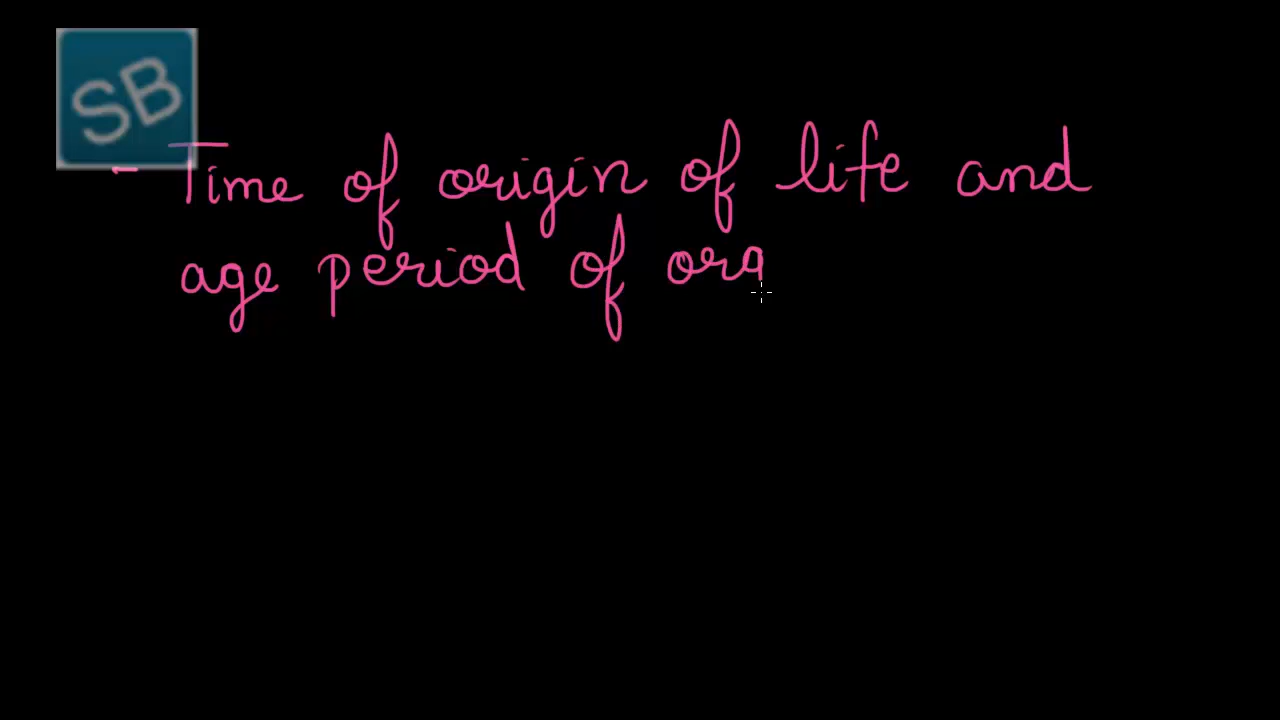 SB
- Time of origin of life and
age period of org